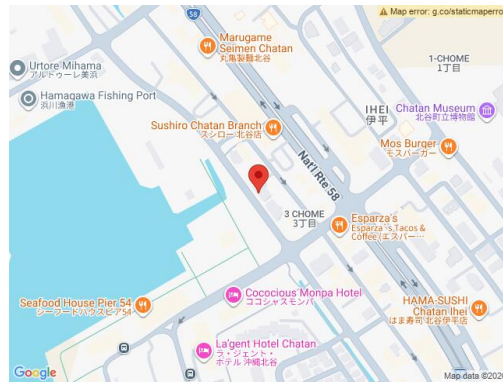 Map error: g.co/staticmaperro
58
Marugame
Seimen Chatan
丸亀製麺北谷
1-CHOME
1丁目
Urtore Mihama
アルドゥーレ美浜
Hamagawa Fishing Port
浜川漁港
IHEI
伊平
Chatan Museum
北谷町立博物館
Sushiro Chatan Branch
スシロー 北谷店
Mos Burger
モスバーガー
Nat'l Rte 58
3 CHOME
3丁目
Esparza's
Esparza's Tacos &
Coffee (エスパー…
Cocucious Monpa Hotel
ココシャスモンパ
Seafood House Pier 54
シーフードハウスピア54
HAMA-SUSHI
Chatan Ihei
はま寿司 北谷伊平店
La'gent Hotel Chatan
ラ・ジェント・
ホテル 沖縄北谷
Google
Map data ©202